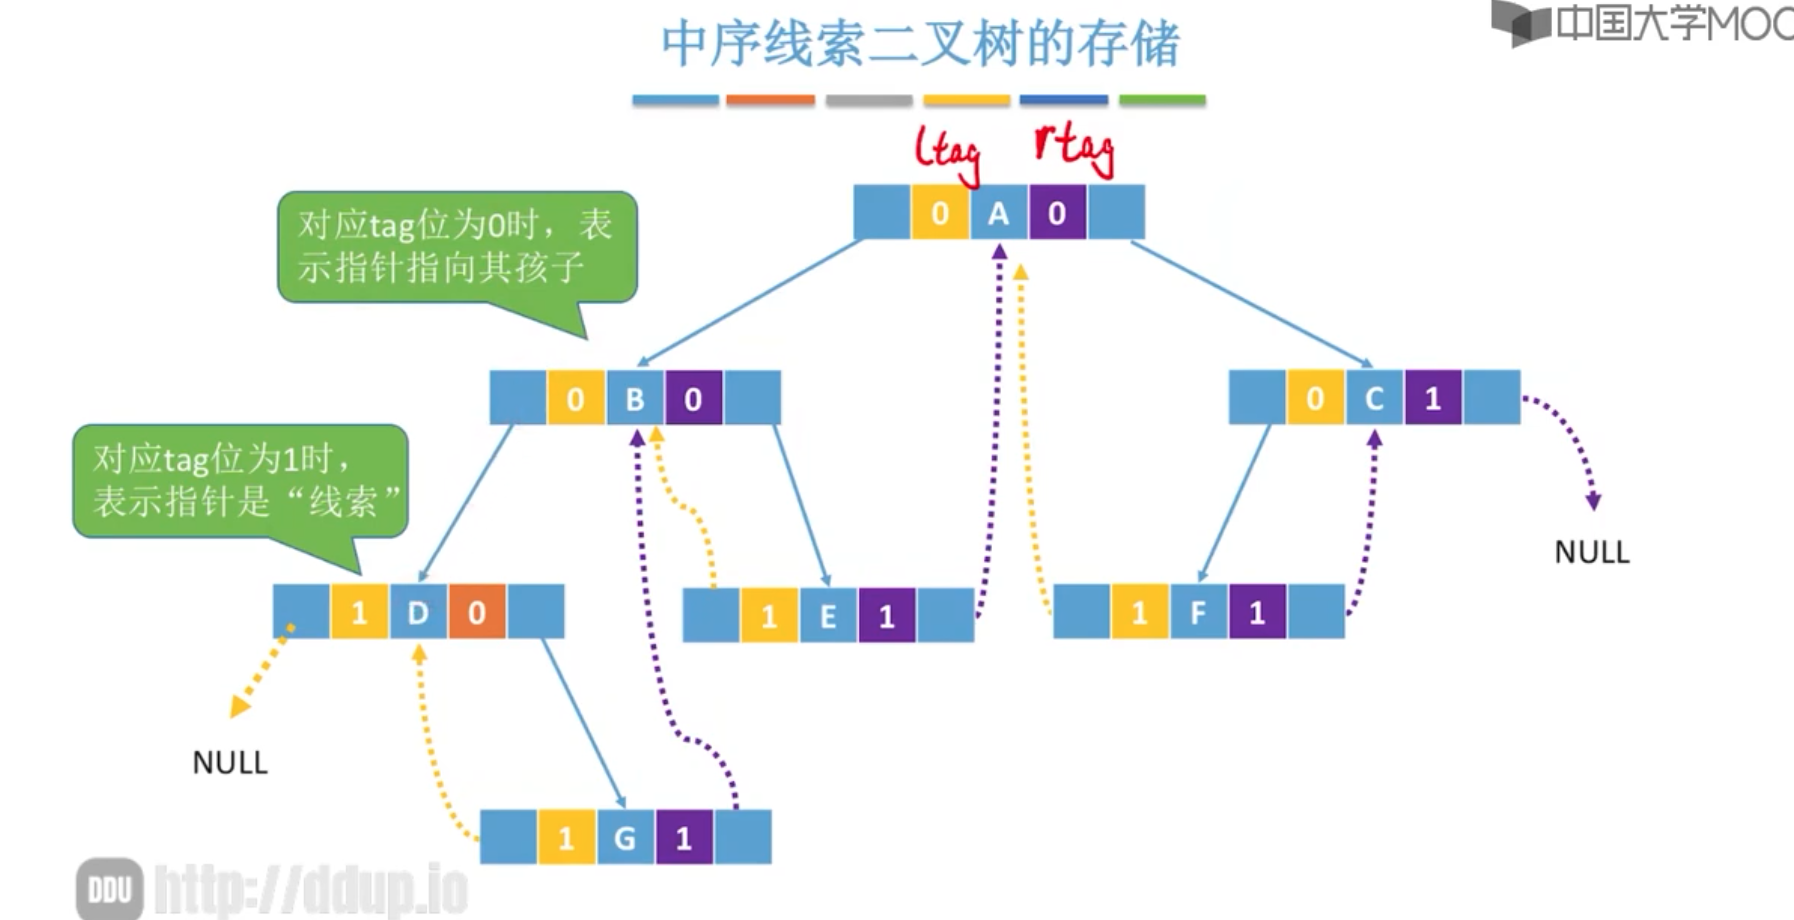 中序线索二叉树的存储
中国大学MOO
ltag rtag
0 A 0
对应tag位为0时，表
示指针指向其孩子
0 B 0
0 C 1
对应tag位为1时，
表示指针是“线索”
NULL
1 D 0
1 E 1
1 F 1
NULL
1 G 1
DDU http://ddup.io